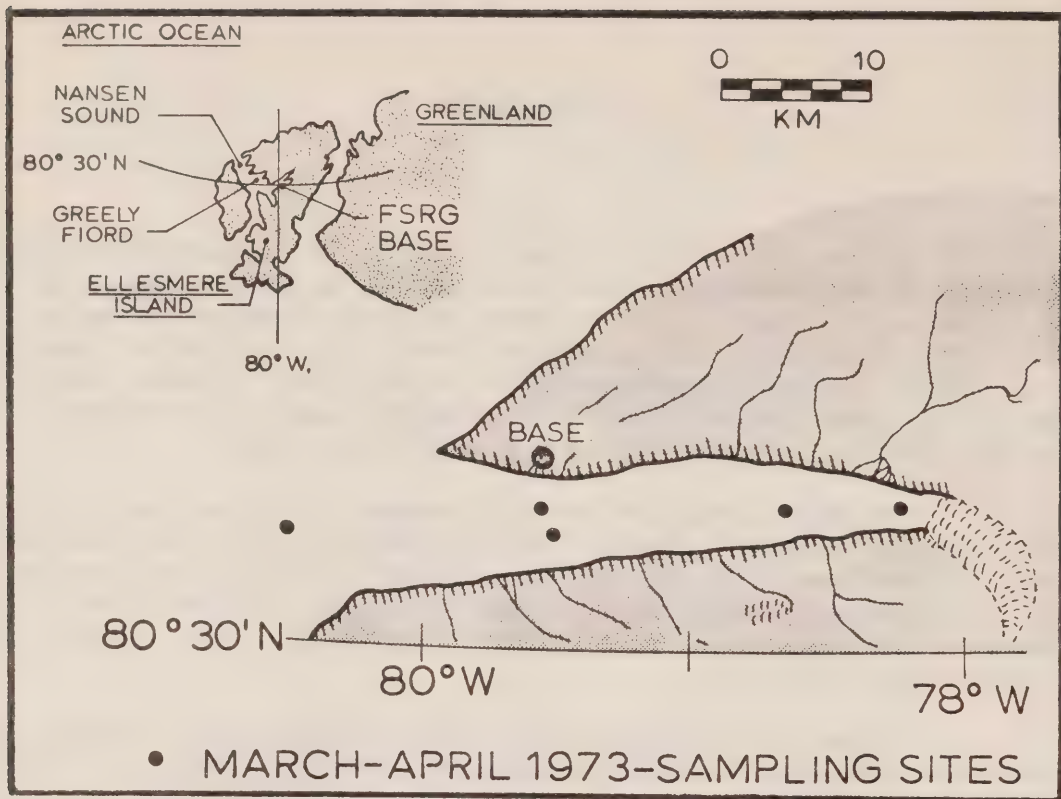 ARCTIC OCEAN
NANSEN
SOUND
GREENLAND
80° 30'N
GREELY
FIORD
FSRG
BASE
ELLESMERE
ISLAND
80° W.
0 10
KM
BASE
80° 30'N
80° W
78° W
• MARCH-APRIL 1973-SAMPLING SITES